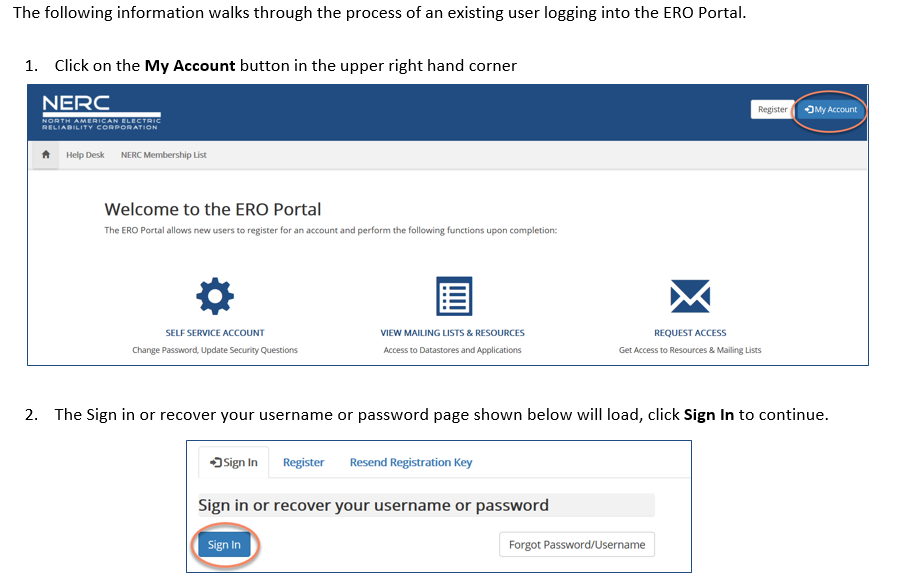 The following information walks through the process of an existing user logging into the ERO Portal.
1. Click on the My Account button in the upper right hand corner
NERC
NORTH AMERICAN ELECTRIC
RELIABILITY CORPORATION
Register My Account
Help Desk NERC Membership List
Welcome to the ERO Portal
The ERO Portal allows new users to register for an account and perform the following functions upon completion:
SELF SERVICE ACCOUNT VIEW MAILING LISTS & RESOURCES REQUEST ACCESS
Change Password, Update Security Questions Access to Datastores and Applications Get Access to Resources & Mailing Lists
2. The Sign in or recover your username or password page shown below will load, click Sign In to continue.
Sign In Register Resend Registration Key
Sign in or recover your username or password
Sign In Forgot Password/Username